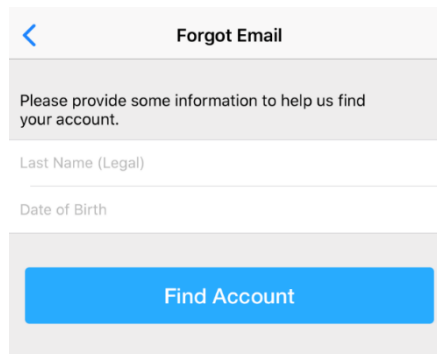 Forgot Email
Please provide some information to help us find
your account.
Last Name (Legal)
Date of Birth
Find Account